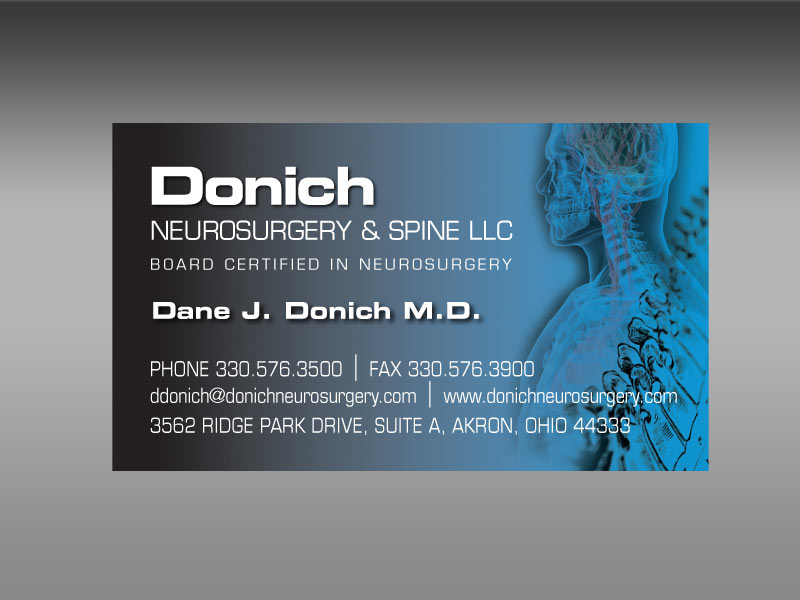 Donich
NEUROSURGERY & SPINE LLC
BOARD CERTIFIED IN NEUROSURGERY
Dane J. Donich M.D.
PHONE 330.576.3500 | FAX 330.576.3900
ddonich@donichneurosurgery.com | www.donichneurosurgery.com
3562 RIDGE PARK DRIVE, SUITE A, AKRON, OHIO 44333